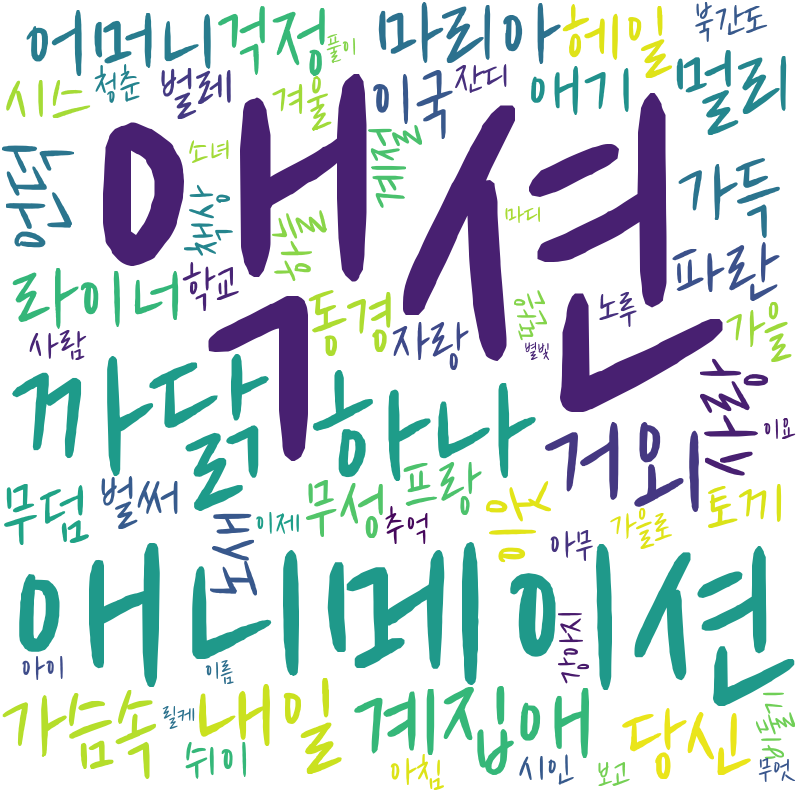 어머니
걱정
풀이
마리아
헤일
북간도
시스
청춘
벌레
겨울
이국
잔디
애기
멀리
액션
언덕
소녀
책상
하늘
계절
마디
가득
라이너
학교
동경
자랑
노루
파란
가을
사람
별빛
까닭
하나
거외
사랑
이요
무덤
벌써
노새
이제
무성
추억
프랑
이웃
아무
가을로
토끼
애니메이션
아이
이름
강아지
가슴속
릴케
쉬이
내일
계집애
아침
시인
보고
당신
무엇